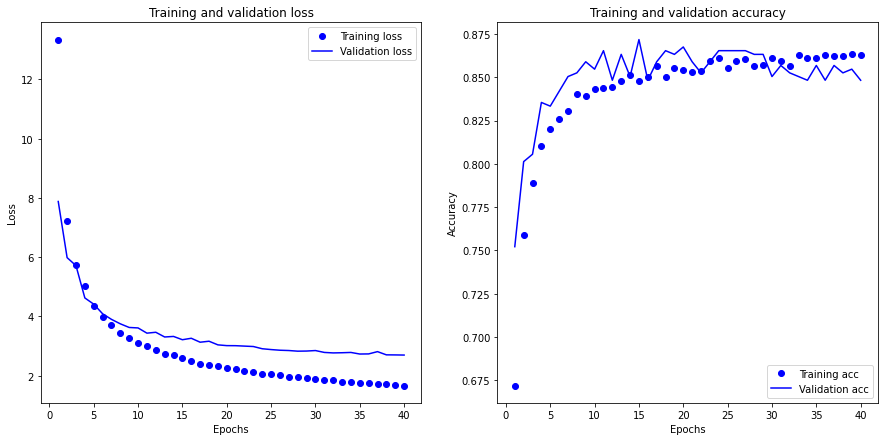 Training and validation loss
Training loss
Validation loss
12
10
8
6
4
2
0 5 10 15 20 25 30 35 40
Epochs
Loss
Training and validation accuracy
0.875
0.850
0.825
0.800
0.775
0.750
0.725
0.700
0.675
0 5 10 15 20 25 30 35 40
Epochs
Accuracy
Training acc
Validation acc